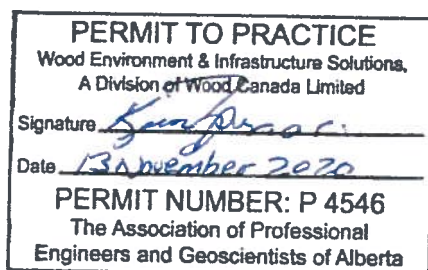 PERMIT TO PRACTICE
Wood Environment & Infrastructure Solutions,
A Division of Wood Canada Limited
Signature
Date 13 November 2020
PERMIT NUMBER: P 4546
The Association of Professional
Engineers and Geoscientists of Alberta